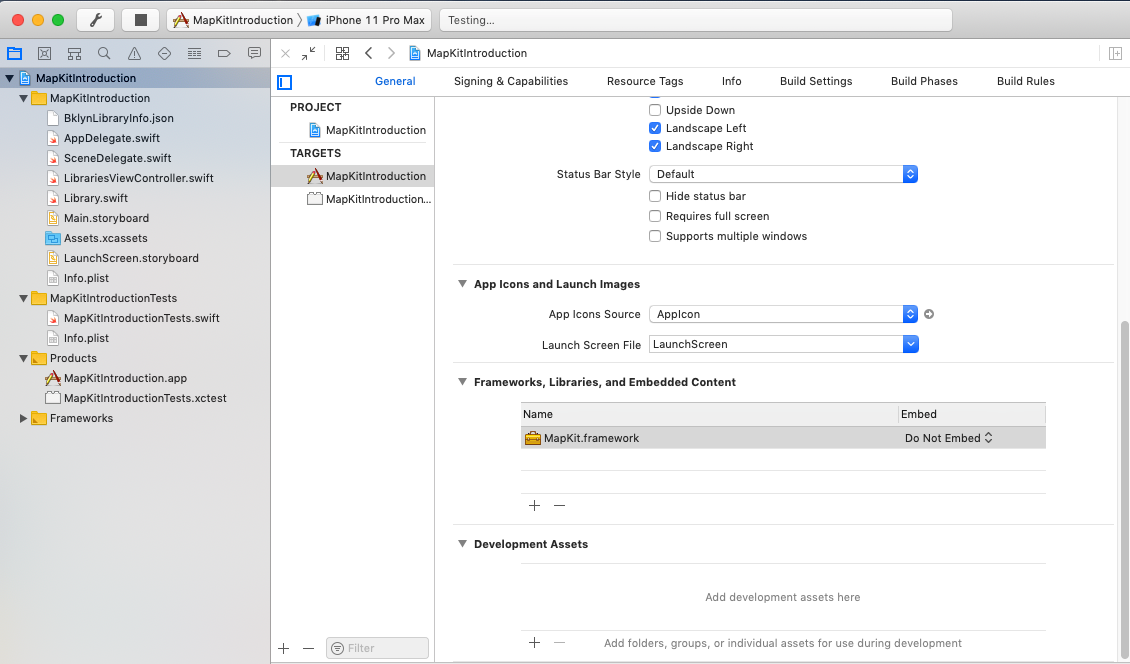 MapKitIntroduction
iPhone 11 Pro Max
Testing...
MapKitIntroduction
MapKitIntroduction
MapKitIntroduction
BklynLibraryInfo.json
AppDelegate.swift
SceneDelegate.swift
LibrariesViewController.swift
Library.swift
Main.storyboard
Assets.xcassets
LaunchScreen.storyboard
Info.plist
MapKitIntroductionTests
MapKitIntroductionTests.swift
Info.plist
Products
MapKitIntroduction.app
MapKitIntroductionTests.xctest
Frameworks
General Signing & Capabilities Resource Tags Info Build Settings Build Phases Build Rules
PROJECT
MapKitIntroduction
TARGETS
MapKitIntroduction
MapKitIntroduction...
Filter
Upside Down
Landscape Left
Landscape Right
Status Bar Style Default
Hide status bar
Requires full screen
Supports multiple windows
App Icons and Launch Images
App Icons Source AppIcon
Launch Screen File LaunchScreen
Frameworks, Libraries, and Embedded Content
Name Embed
MapKit.framework Do Not Embed
Development Assets
Add development assets here
Add folders, groups, or individual assets for use during development